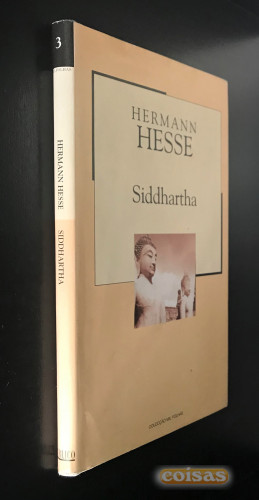 3
HERMANN HESSE
SIDDHARTHA
HERMANN
HESSE
Siddhartha
coisas